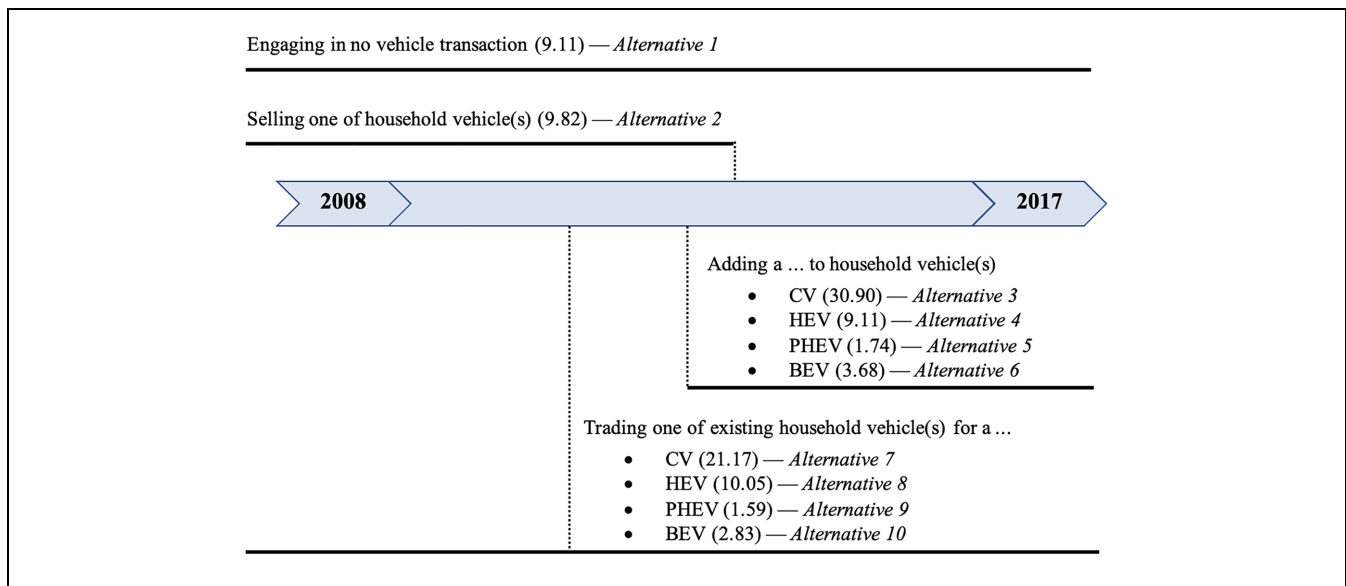 Engaging in no vehicle transaction (9.11) — Alternative 1
Selling one of household vehicle(s) (9.82) — Alternative 2
2008
2017
Adding a ... to household vehicle(s)
• CV (30.90) — Alternative 3
• HEV (9.11) — Alternative 4
• PHEV (1.74) — Alternative 5
• BEV (3.68) — Alternative 6
Trading one of existing household vehicle(s) for a ...
• CV (21.17) — Alternative 7
• HEV (10.05) — Alternative 8
• PHEV (1.59) — Alternative 9
• BEV (2.83) — Alternative 10